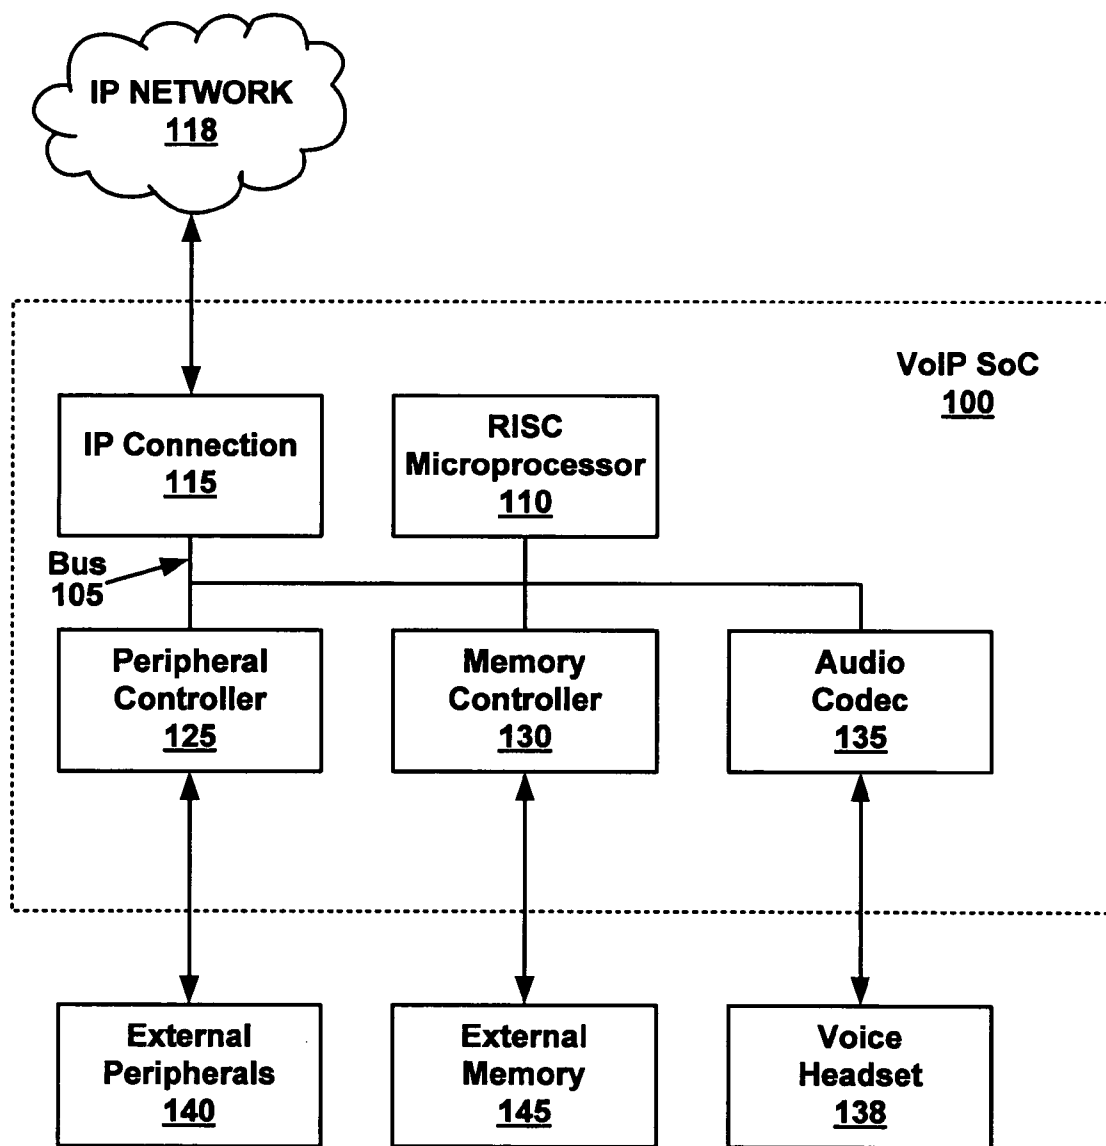 IP NETWORK
118
VoIP SoC
100
IP Connection
115
RISC
Microprocessor
110
Bus
105
Peripheral
Controller
125
Memory
Controller
130
Audio
Codec
135
External
Peripherals
140
External
Memory
145
Voice
Headset
138